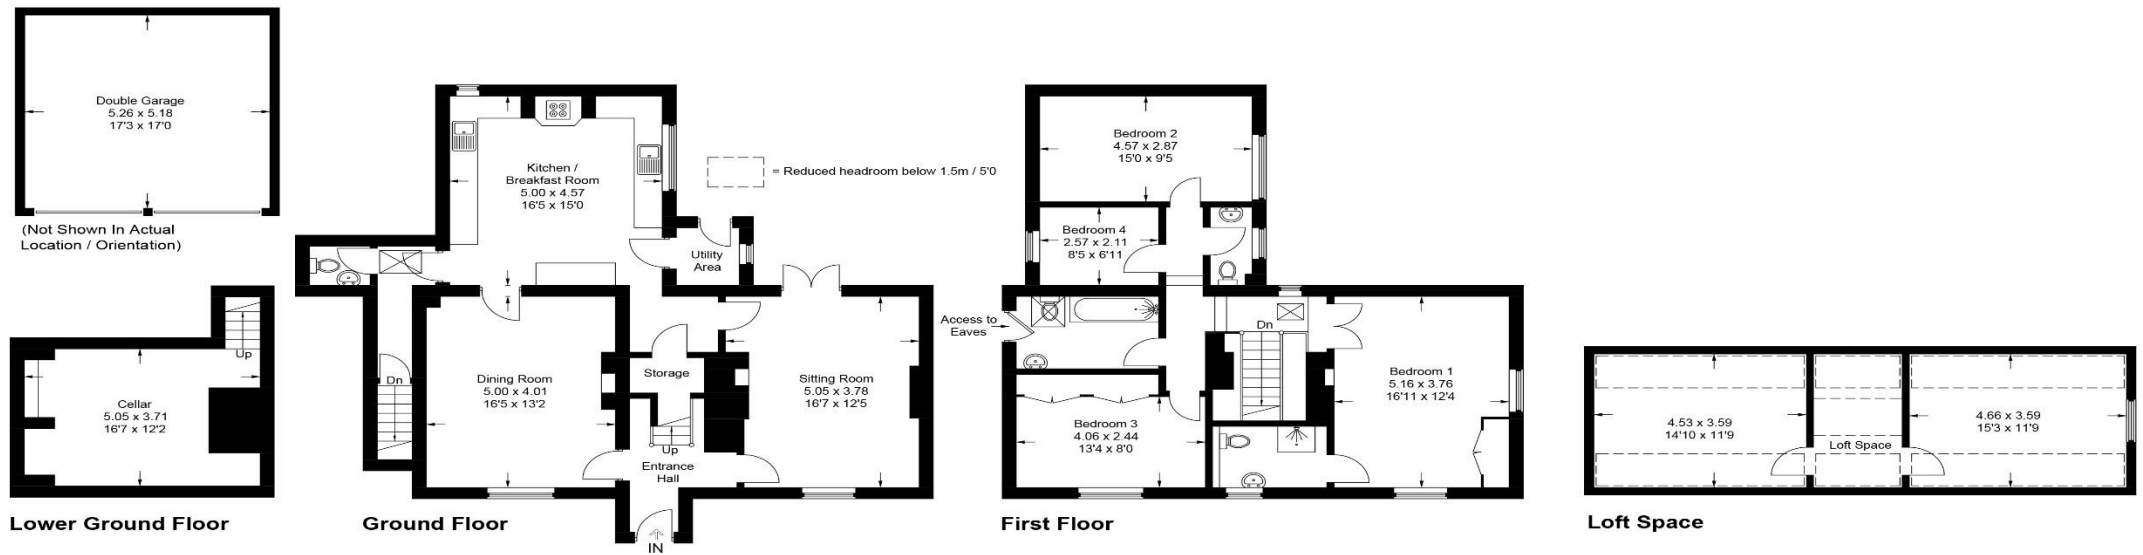 Double Garage
5.26 x 5.18
17'3 x 17'0
(Not Shown In Actual
Location / Orientation)
Up
Cellar
5.05 x 3.71
16'7 x 12'2
Lower Ground Floor
Kitchen /
Breakfast Room
5.00 x 4.57
16'5 x 15'0
= Reduced headroom below 1.5m / 5'0
Utility
Area
Dn
Dining Room
5.00 x 4.01
16'5 x 13'2
Storage
Sitting Room
5.05 x 3.78
16'7 x 12'5
Up
Entrance
Hall
IN
Ground Floor
Bedroom 2
4.57 x 2.87
15'0 x 9'5
Bedroom 4
2.57 x 2.11
8'5 x 6'11
Access to
Eaves
Dn
Bedroom 1
5.16 x 3.76
16'11 x 12'4
Bedroom 3
4.06 x 2.44
13'4 x 8'0
First Floor
4.53 x 3.59
14'10 x 11'9
Loft Space
4.66 x 3.59
15'3 x 11'9
Loft Space